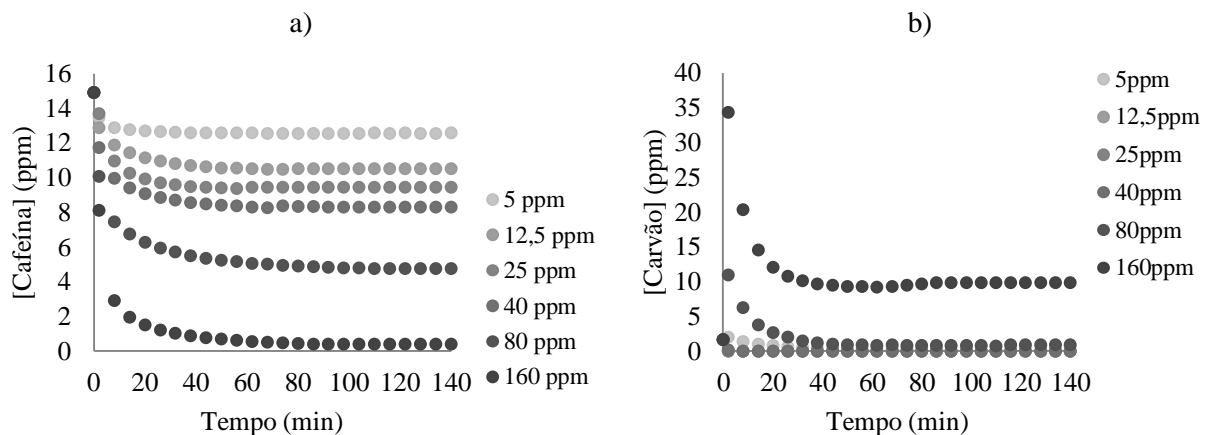 a)
[Cafeína] (ppm)
16
14
12
10
8
6
4
2
0
0 20 40 60 80 100 120 140
Tempo (min)
5 ppm
12,5 ppm
25 ppm
40 ppm
80 ppm
160 ppm
b)
[Carvão] (ppm)
40
35
30
25
20
15
10
5
0
0 20 40 60 80 100 120 140
Tempo (min)
5ppm
12,5ppm
25ppm
40ppm
80ppm
160ppm